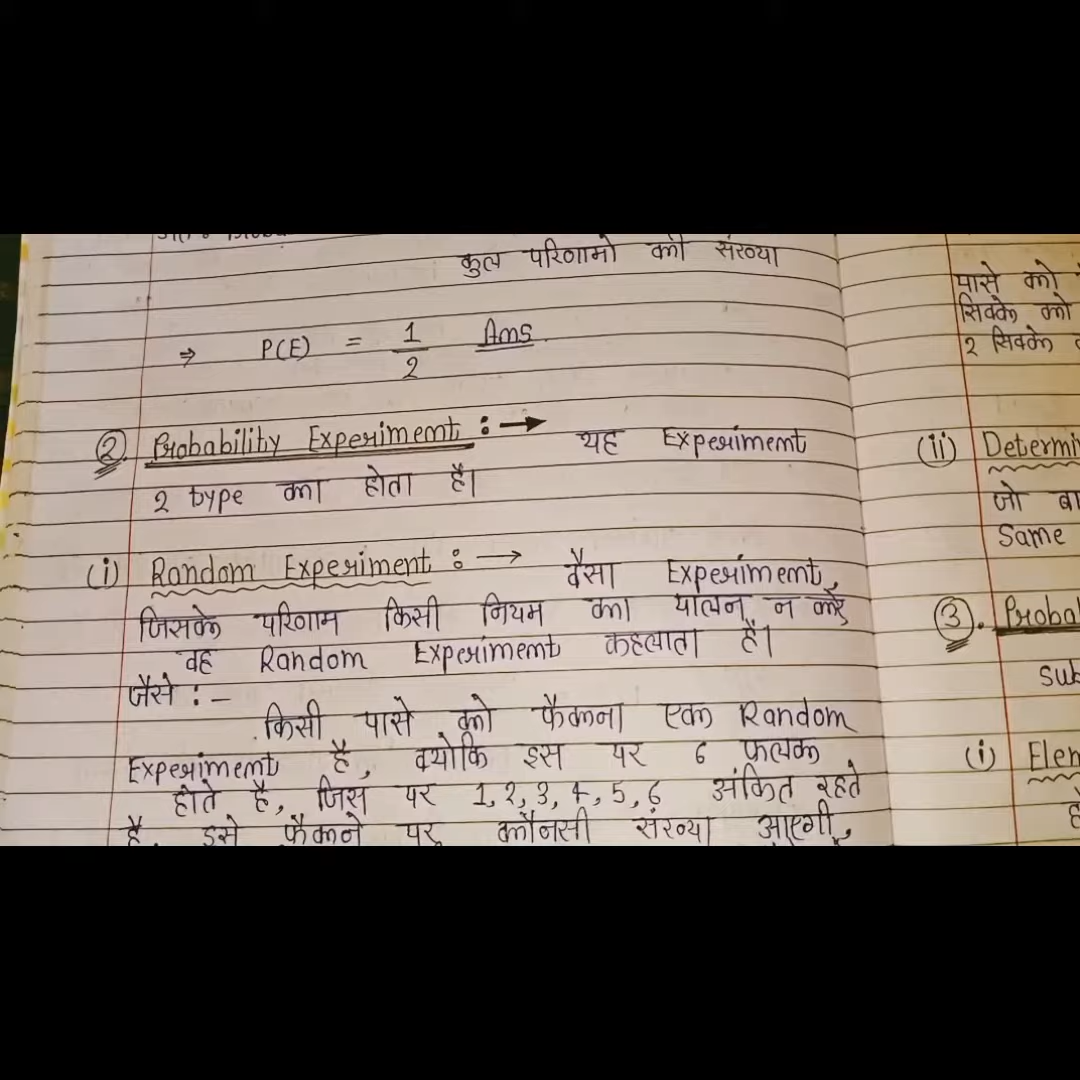 कुल परिणामो की संख्या
⇒ P(E) = 1/2 Ans.
②. Probability Experiment :→ यह Experiment
2 type का होता है।
(i) Random Experiment :→ वैसा Experiment,
जिसके परिणाम किसी नियम का पालन न करे,
वह Random Experiment कहलाता है।
जैसे :-
किसी पासे को फैकना एक Random
Experiment है, क्योकि इस पर 6 फलक
होते है, जिस पर 1,2,3,4,5,6 अंकित रहते
है. इसे फैकने पर कौनसी संख्या आएगी,
पासे को
सिक्के को
2 सिक्के
(ii) Determi
जो बा
Same
③. Proba
sub
(i) Elem